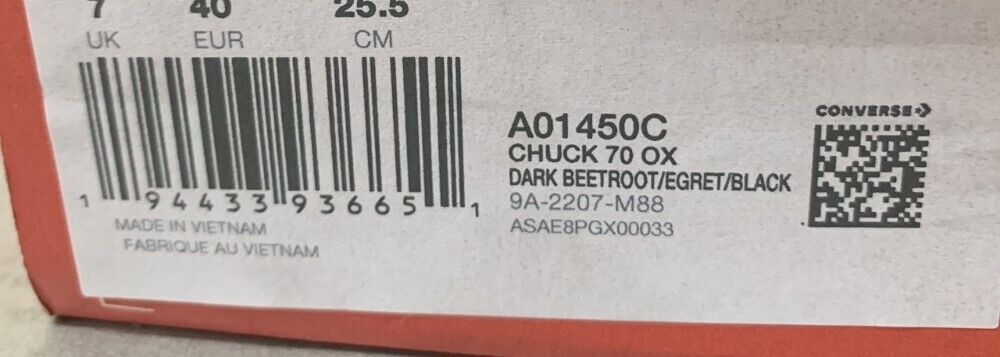 7 40 25.5
UK EUR CM
1 94433 93665 1
MADE IN VIETNAM
FABRIQUE AU VIETNAM
A01450C
CHUCK 70 OX
DARK BEETROOT/EGRET/BLACK
9A-2207-M88
ASAE8PGX00033
CONVERSE